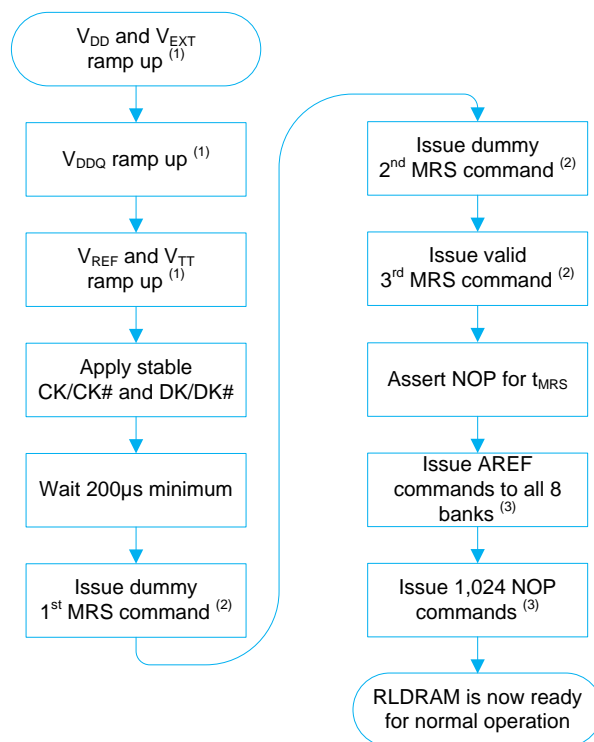 VDD and VEXT
ramp up (1)
VDDQ ramp up (1)
VREF and VTT
ramp up (1)
Apply stable
CK/CK# and DK/DK#
Wait 200µs minimum
Issue dummy
1st MRS command (2)
Issue dummy
2nd MRS command (2)
Issue valid
3rd MRS command (2)
Assert NOP for tMRS
Issue AREF
commands to all 8
banks (3)
Issue 1,024 NOP
commands (3)
RLDRAM is now ready
for normal operation